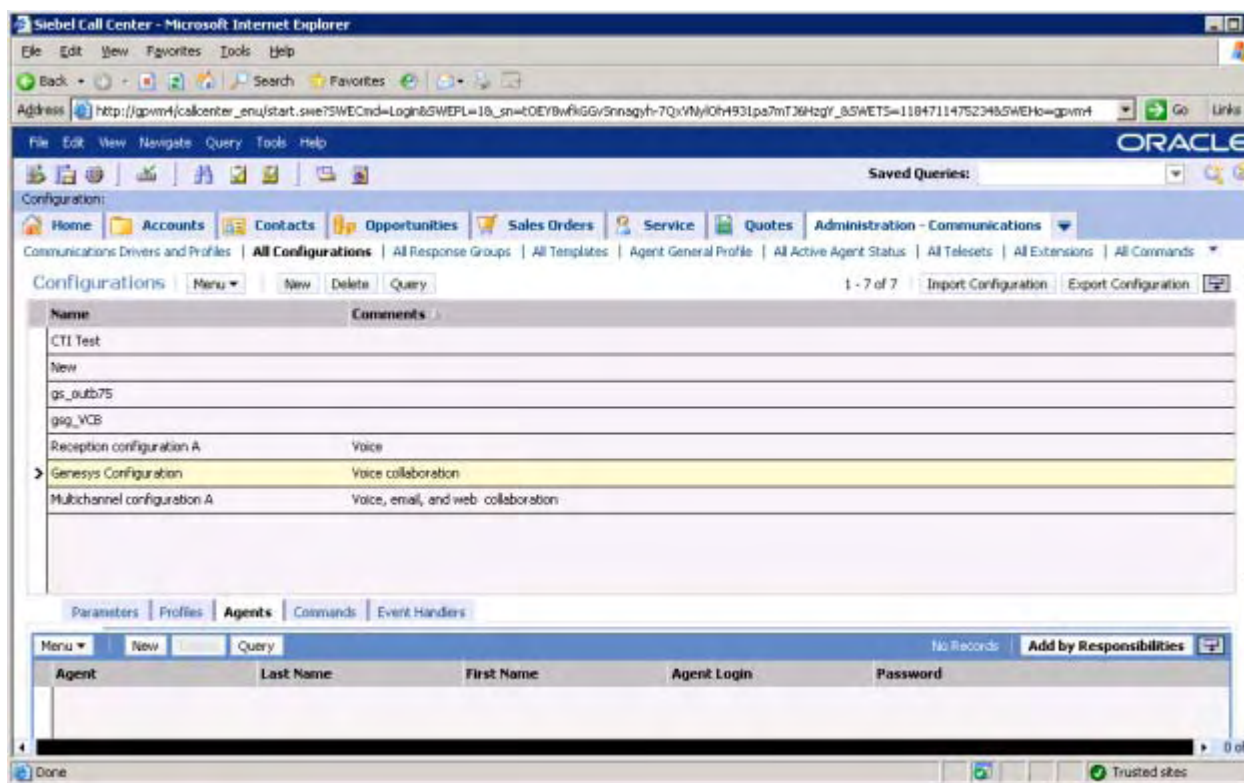 Siebel Call Center - Microsoft Internet Explorer
File Edit View Favorites Tools Help
Back Search Favorites
Address Go Links
File Edit View Navigate Query Tools Help ORACLE
Saved Queries:
Configuration:
Home Accounts Contacts Opportunities Sales Orders Service Quotes Administration - Communications
Communications Drivers and Profiles | All Configurations | All Response Groups | All Templates | Agent General Profile | All Active Agent Status | All Telesets | All Extensions | All Commands
Configurations Menu New Delete Query 1 - 7 of 7 Import Configuration Export Configuration
Name Comments
CTI Test
New
gs_outb75
gsg_VCB
Reception configuration A Voice
Genesys Configuration Voice collaboration
Multichannel configuration A Voice, email, and web collaboration
Parameters Profiles Agents Commands Event Handlers
Menu New Query No Records Add by Responsibilities
Agent Last Name First Name Agent Login Password
0 of
Done Trusted sites